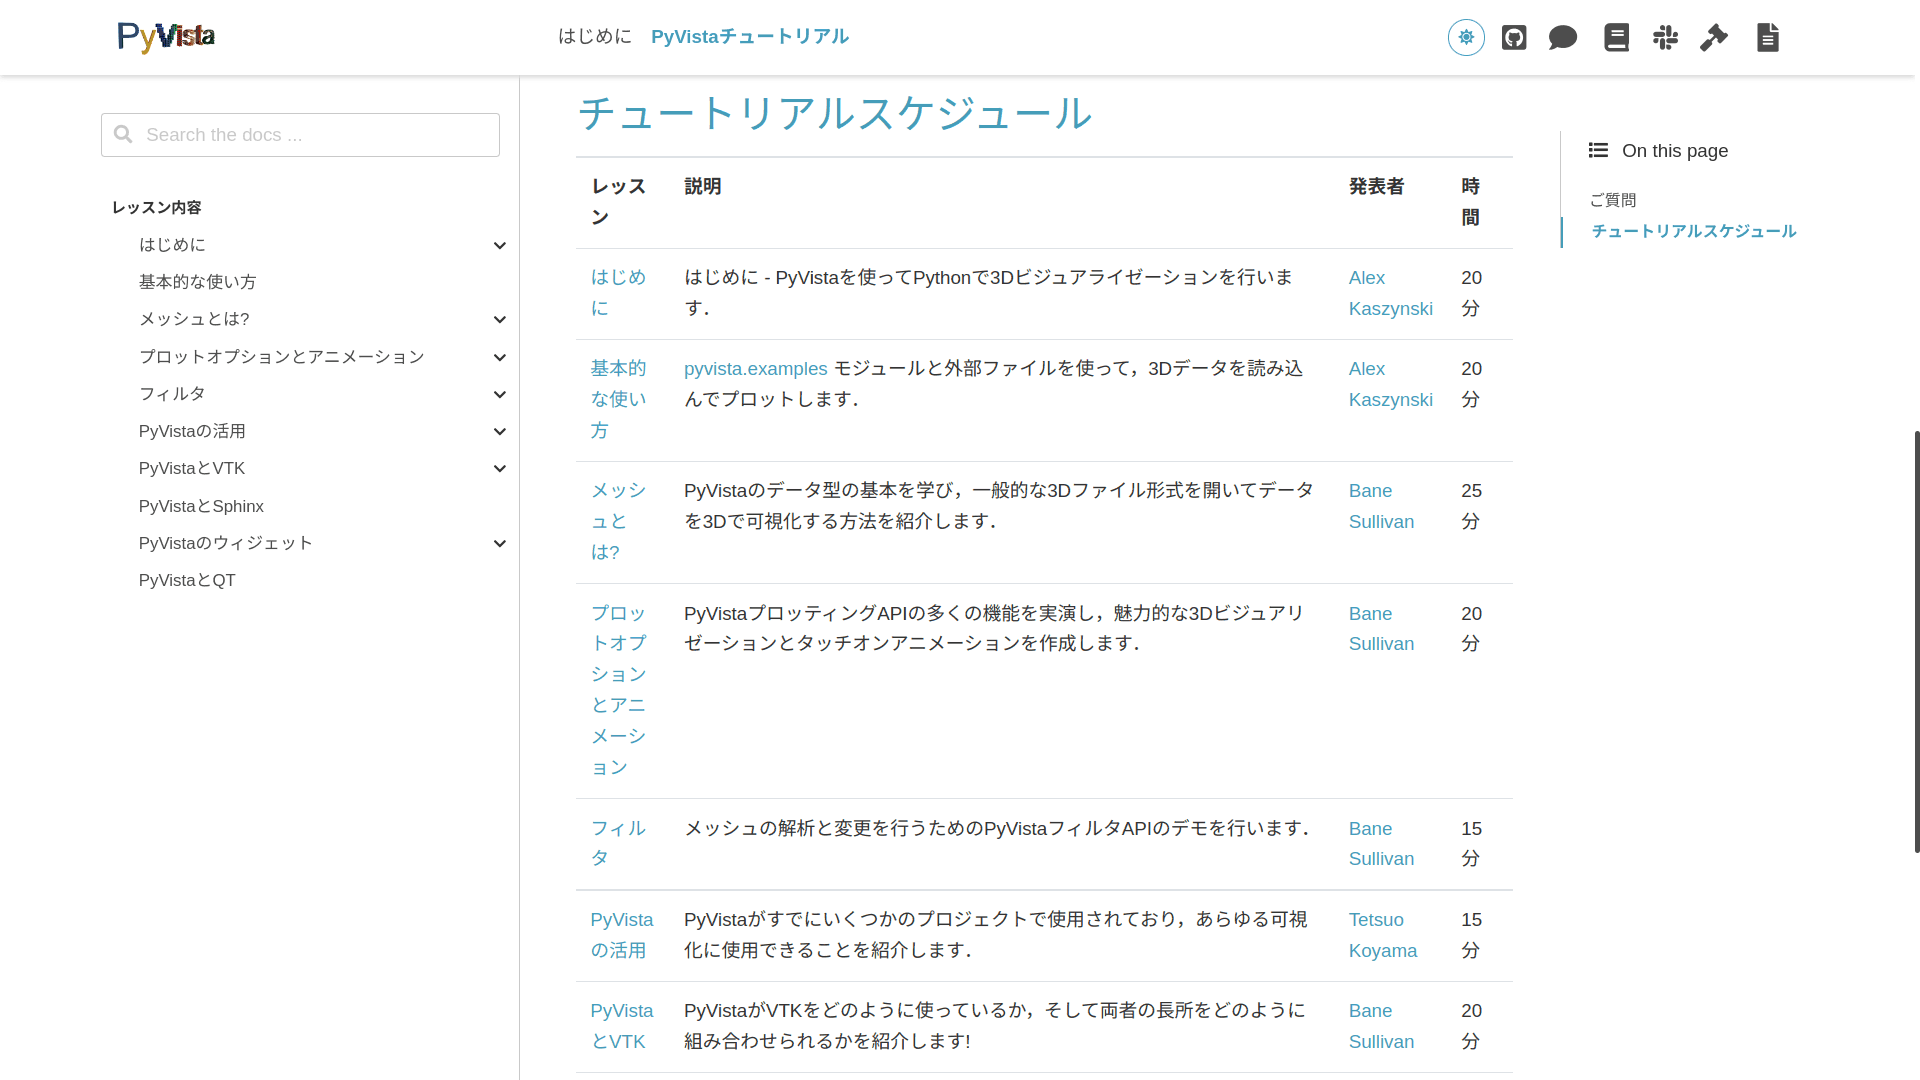 PyVista
はじめに PyVistaチュートリアル
Search the docs ...
レッスン内容
はじめに
基本的な使い方
メッシュとは?
プロットオプションとアニメーション
フィルタ
PyVistaの活用
PyVistaとVTK
PyVistaとSphinx
PyVistaのウィジェット
PyVistaとQT
チュートリアルスケジュール
レッス 説明 発表者 時
ン 間
はじめ はじめに - PyVistaを使ってPythonで3Dビジュアライゼーションを行いま Alex 20
に す． Kaszynski 分
基本的 pyvista.examples モジュールと外部ファイルを使って，3Dデータを読み込 Alex 20
な使い んでプロットします． Kaszynski 分
方
メッシ PyVistaのデータ型の基本を学び，一般的な3Dファイル形式を開いてデータ Bane 25
ュと を3Dで可視化する方法を紹介します． Sullivan 分
は?
プロッ PyVistaプロッティングAPIの多くの機能を実演し，魅力的な3Dビジュアリ Bane 20
トオプ ゼーションとタッチオンアニメーションを作成します． Sullivan 分
ション
とアニ
メーシ
ョン
フィル メッシュの解析と変更を行うためのPyVistaフィルタAPIのデモを行います． Bane 15
タ Sullivan 分
PyVista PyVistaがすでにいくつかのプロジェクトで使用されており，あらゆる可視 Tetsuo 15
の活用 化に使用できることを紹介します． Koyama 分
PyVista PyVistaがVTKをどのように使っているか，そして両者の長所をどのように Bane 20
とVTK 組み合わせられるかを紹介します! Sullivan 分
On this page
ご質問
チュートリアルスケジュール